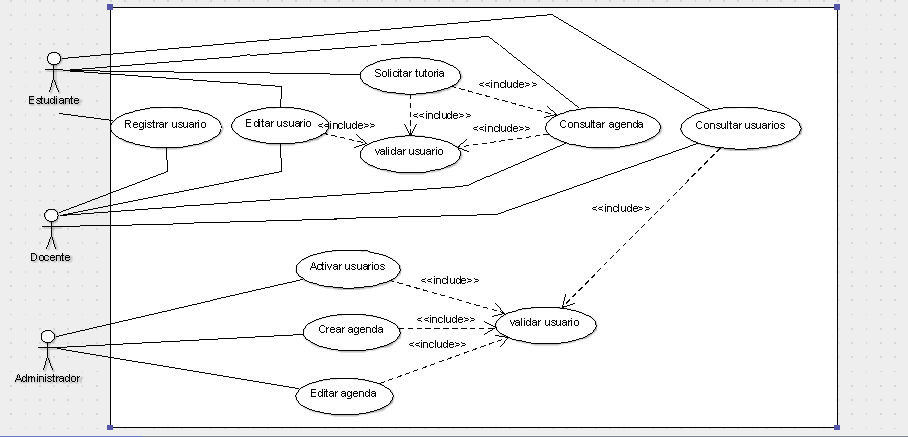 Solicitar tutoria
<<include>>
Estudiante
<<include>>
Registrar usuario
Editar usuario
<<include>>
<<include>>
Consultar agenda
Consultar usuarios
validar usuario
<<include>>
Docente
Activar usuarios
<<include>>
<<include>>
Crear agenda
validar usuario
<<include>>
Administrador
Editar agenda